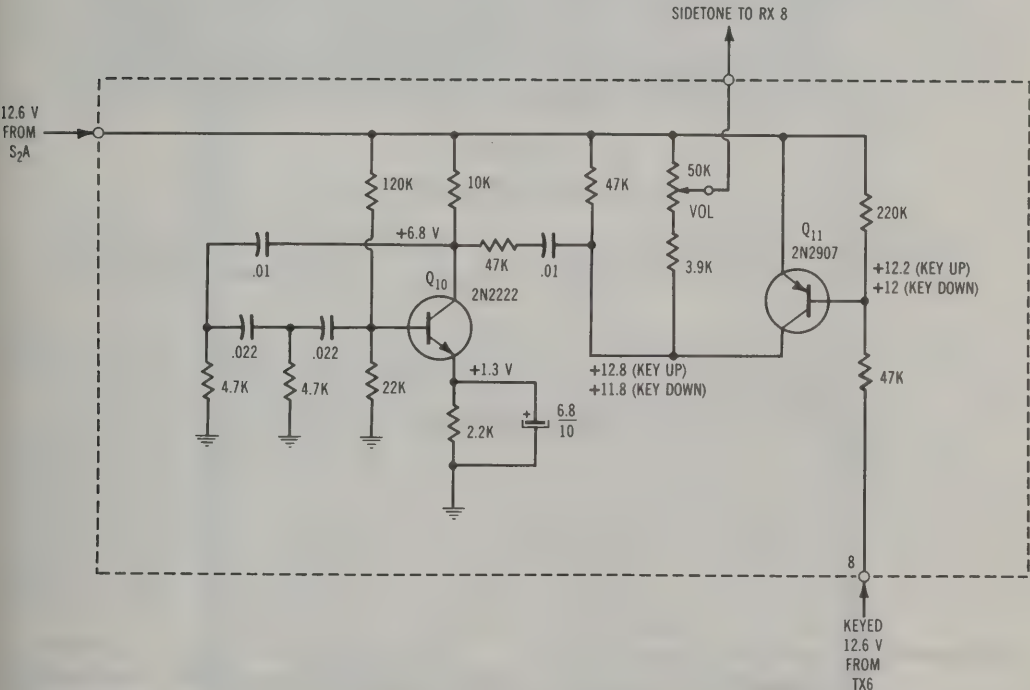 SIDETONE TO RX 8
12.6 V
FROM
S₂A
120K
10K
47K
50K
VOL
220K
+6.8 V
.01
47K
.01
3.9K
Q₁₁
2N2907
+12.2 (KEY UP)
+12 (KEY DOWN)
Q₁₀
2N2222
.022
.022
4.7K
4.7K
22K
+1.3 V
+12.8 (KEY UP)
+11.8 (KEY DOWN)
47K
2.2K
+
6.8
10
8
KEYED
12.6 V
FROM
TX6